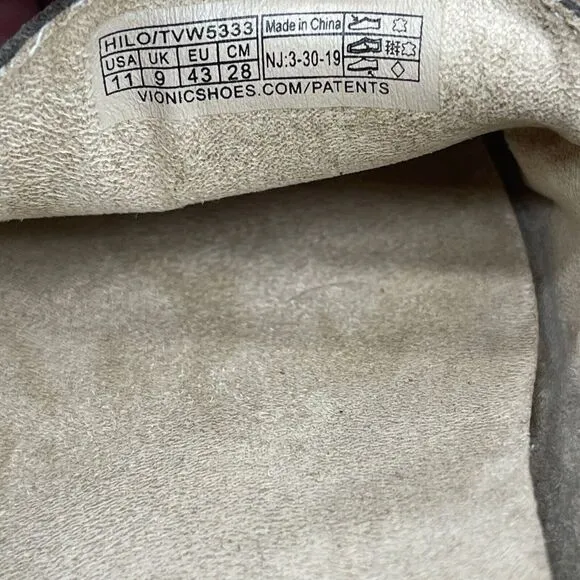 HILO/TVW5333
USA UK EU CM
11 9 43 28
Made in China
NJ:3-30-19
VIONICSHOES.COM/PATENTS